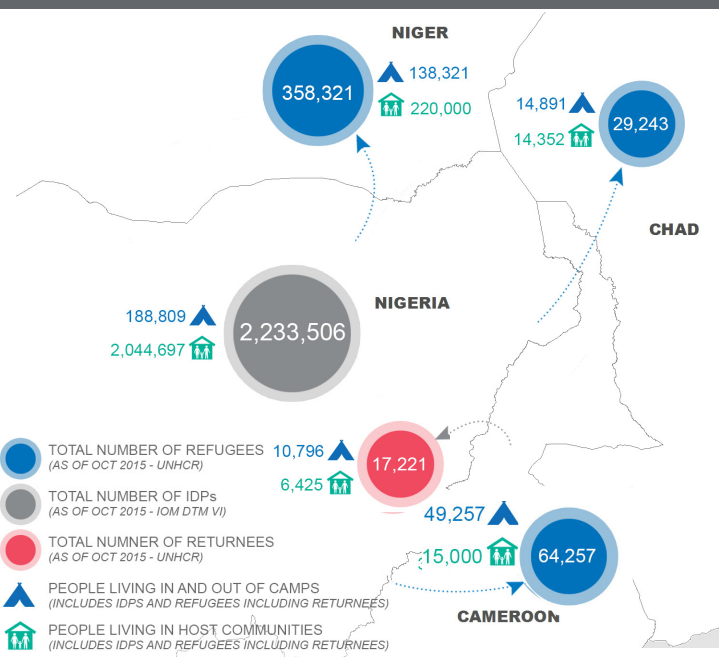 NIGER
138,321
358,321
220,000
14,891
29,243
14,352
CHAD
NIGERIA
188,809
2,233,506
2,044,697
TOTAL NUMBER OF REFUGEES
(AS OF OCT 2015 - UNHCR)
10,796
17,221
6,425
TOTAL NUMBER OF IDPs
(AS OF OCT 2015 - IOM DTM VI)
49,257
TOTAL NUMNER OF RETURNEES
(AS OF OCT 2015 - UNHCR)
15,000
64,257
PEOPLE LIVING IN AND OUT OF CAMPS
(INCLUDES IDPS AND REFUGEES INCLUDING RETURNEES)
CAMEROON
PEOPLE LIVING IN HOST COMMUNITIES
(INCLUDES IDPS AND REFUGEES INCLUDING RETURNEES)